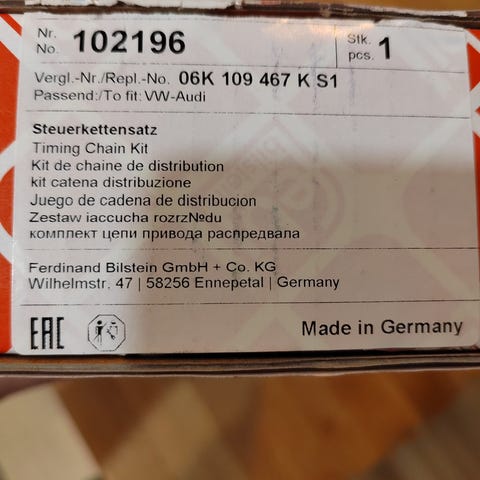 Nr. No. 102196 Stk. pcs. 1
Vergl.-Nr./Repl.-No. 06K 109 467 K S1
Passend:/To fit:VW-Audi
Steuerkettensatz
Timing Chain Kit
Kit de chaine de distribution
kit catena distribuzione
Juego de cadena de distribucion
Zestaw iaccucha rozrz№du
комплект цепи привода распредвала
Ferdinand Bilstein GmbH + Co. KG
Wilhelmstr. 47 | 58256 Ennepetal | Germany
EAC
Made in Germany